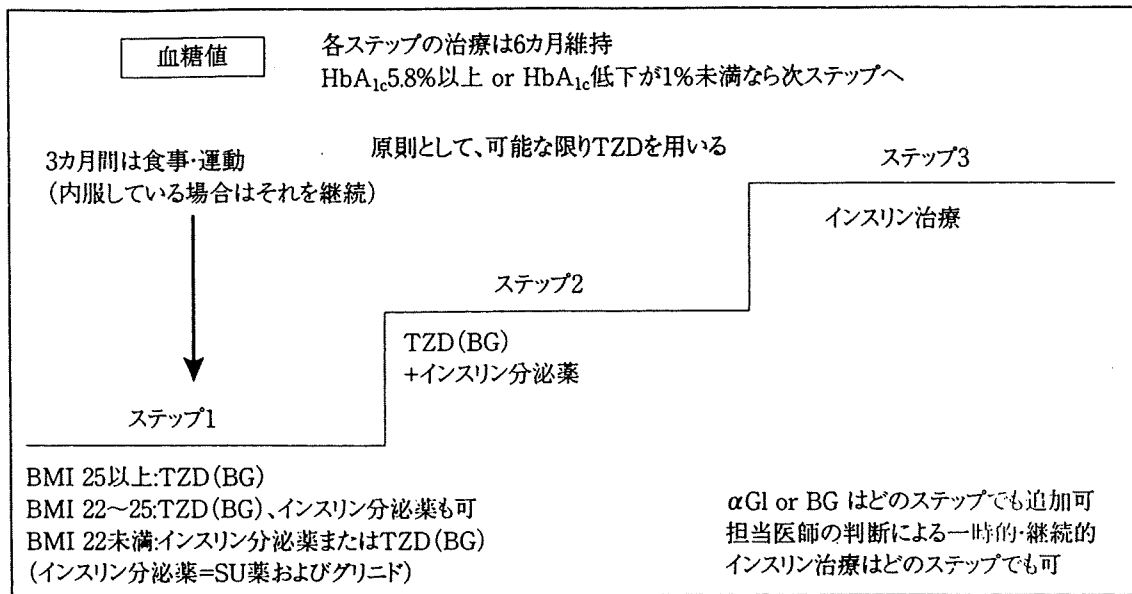 血糖値
各ステップの治療は6カ月維持
HbA1c5.8%以上 or HbA1c低下が1%未満なら次ステップへ
原則として、可能な限りTZDを用いる
3カ月間は食事・運動
(内服している場合はそれを継続)
ステップ3
インスリン治療
ステップ2
TZD(BG)
+インスリン分泌薬
ステップ1
BMI 25以上:TZD(BG)
BMI 22〜25:TZD(BG)、インスリン分泌薬も可
BMI 22未満:インスリン分泌薬またはTZD(BG)
(インスリン分泌薬=SU薬およびグリニド)
αGl or BG はどのステップでも追加可
担当医師の判断による一時的・継続的
インスリン治療はどのステップでも可